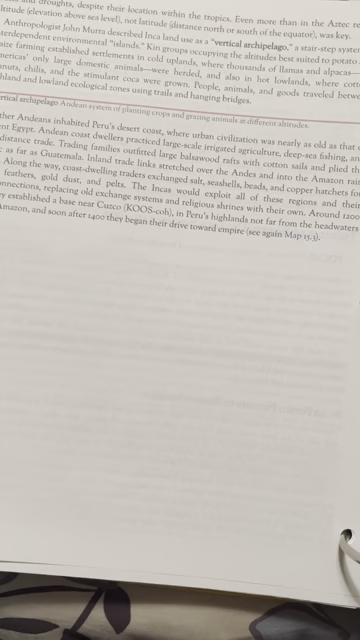 and droughts, despite their location within the tropics. Even more than in the Aztec re
ltitude (elevation above sea level), not latitude (distance north or south of the equator), was key.
Anthropologist John Murra described Inca land use as a "vertical archipelago," a stair-step system
terdependent environmental "islands." Kin groups occupying the altitudes best suited to potato
aize farming established settlements in cold uplands, where thousands of llamas and alpacas—
mericas' only large domestic animals—were herded, and also in hot lowlands, where cott
anuts, chilis, and the stimulant coca were grown. People, animals, and goods traveled betwe
hland and lowland ecological zones using trails and hanging bridges.
rtical archipelago Andean system of planting crops and grazing animals at different altitudes.
ther Andeans inhabited Peru's desert coast, where urban civilization was nearly as old as that o
ent Egypt. Andean coast dwellers practiced large-scale irrigated agriculture, deep-sea fishing, an
distance trade. Trading families outfitted large balsawood rafts with cotton sails and plied th
c as far as Guatemala. Inland trade links stretched over the Andes and into the Amazon rain
Along the way, coast-dwelling traders exchanged salt, seashells, beads, and copper hatchets fo
feathers, gold dust, and pelts. The Incas would exploit all of these regions and their
onnections, replacing old exchange systems and religious shrines with their own. Around 1200
y established a base near Cuzco (KOOS-coh), in Peru's highlands not far from the headwaters
Amazon, and soon after 1400 they began their drive toward empire (see again Map 15.3).